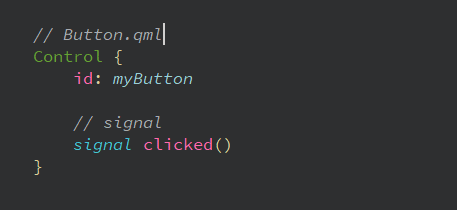 // Button.qml
Control {
    id: myButton

    // signal
    signal clicked()
}